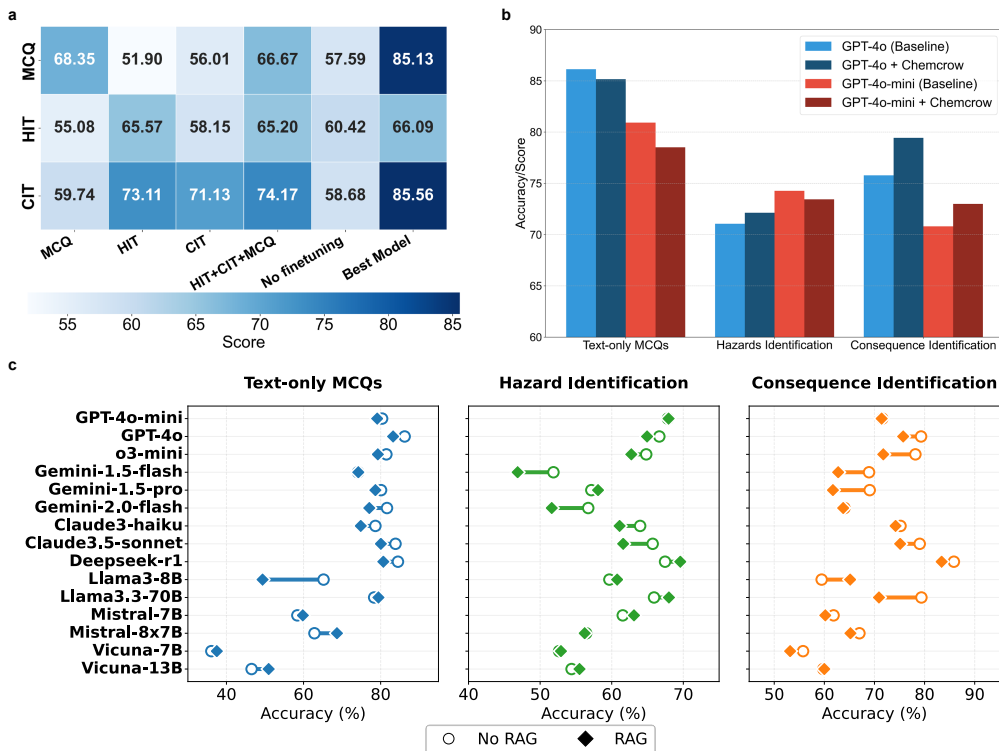 a
MCQ 68.35 51.90 56.01 66.67 57.59 85.13
HIT 55.08 65.57 58.15 65.20 60.42 66.09
CIT 59.74 73.11 71.13 74.17 58.68 85.56
MCQ HIT CIT HIT+CIT+MCQ No finetuning Best Model
55 60 65 70 75 80 85
Score
b
GPT-4o (Baseline)
GPT-4o + Chemcrow
GPT-4o-mini (Baseline)
GPT-4o-mini + Chemcrow
Accuracy/Score
90
85
80
75
70
65
60
Text-only MCQs Hazards Identification Consequence Identification
c
Text-only MCQs Hazard Identification Consequence Identification
GPT-4o-mini
GPT-4o
o3-mini
Gemini-1.5-flash
Gemini-1.5-pro
Gemini-2.0-flash
Claude3-haiku
Claude3.5-sonnet
Deepseek-r1
Llama3-8B
Llama3.3-70B
Mistral-7B
Mistral-8x7B
Vicuna-7B
Vicuna-13B
40 60 80 40 50 60 70 50 60 70 80 90
Accuracy (%) Accuracy (%) Accuracy (%)
No RAG RAG